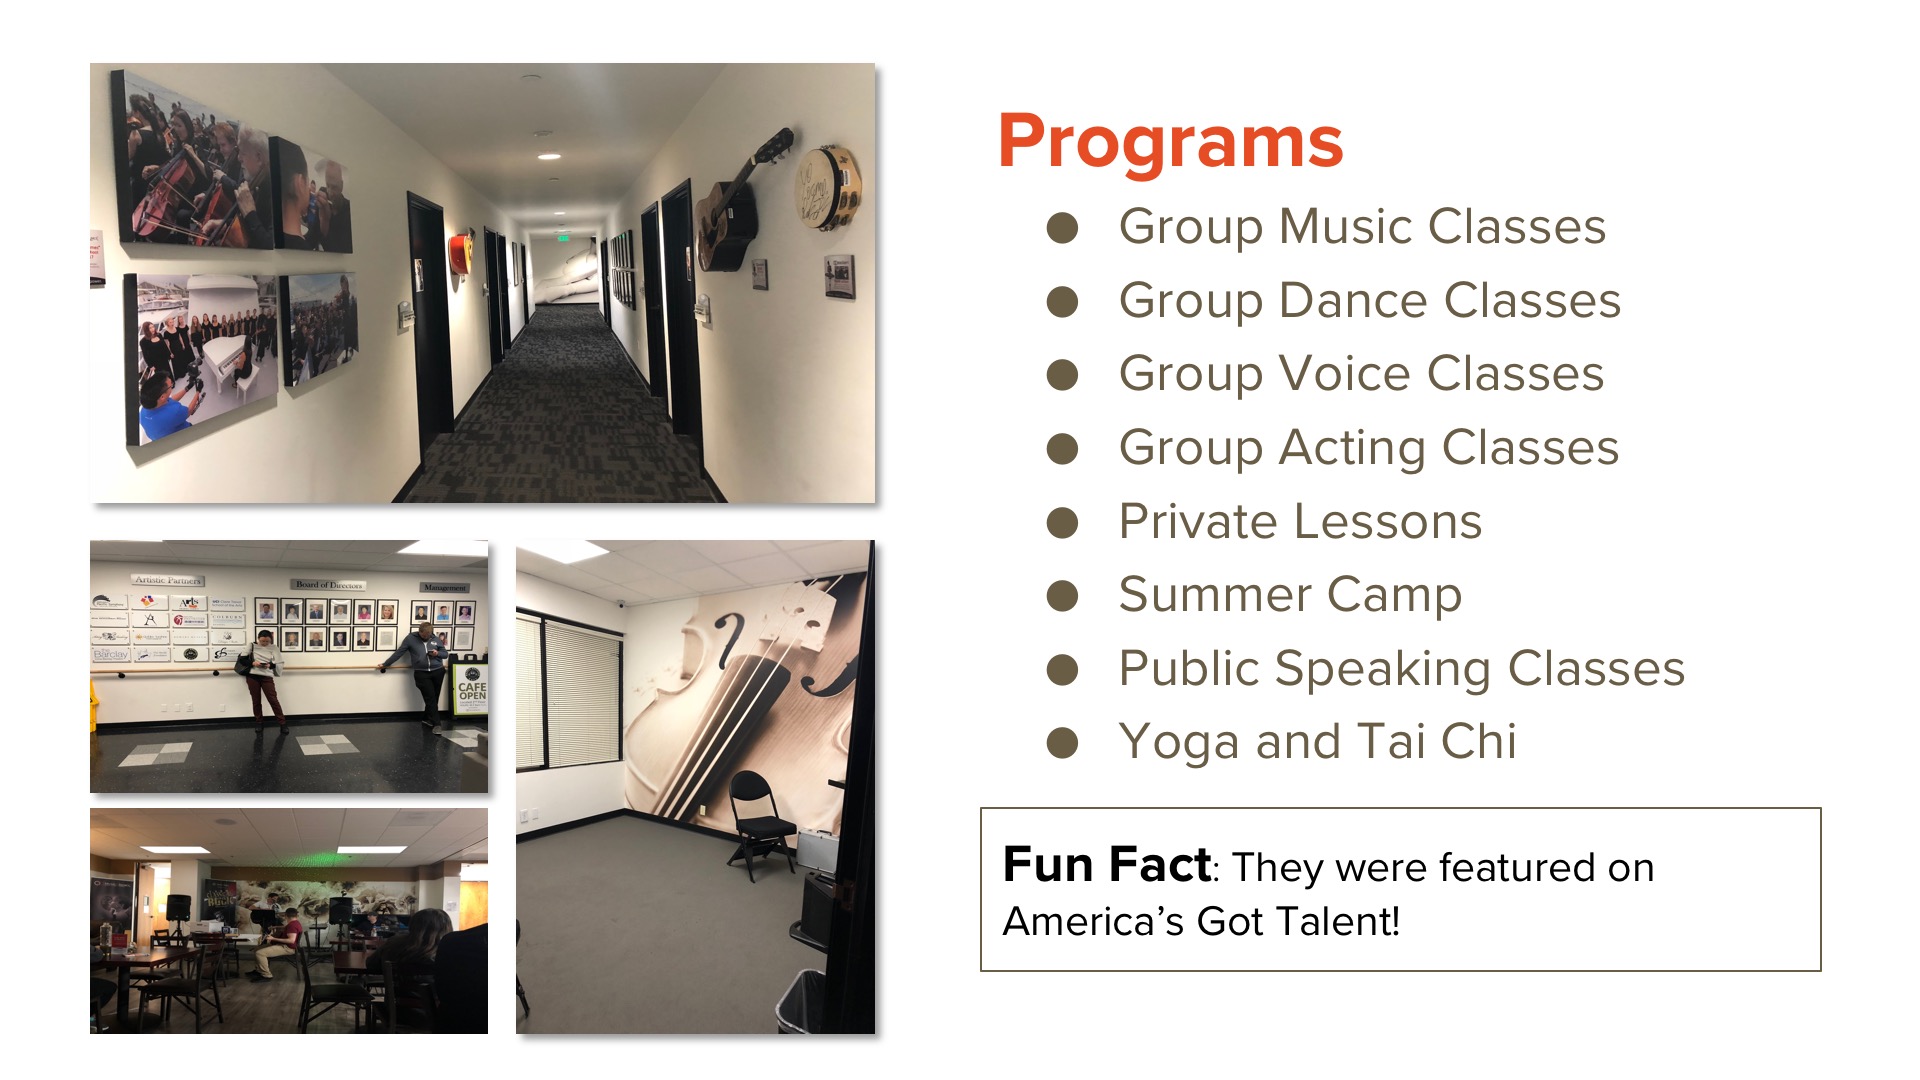 Programs
● Group Music Classes
● Group Dance Classes
● Group Voice Classes
● Group Acting Classes
● Private Lessons
● Summer Camp
● Public Speaking Classes
● Yoga and Tai Chi
Fun Fact: They were featured on
America’s Got Talent!
Artistic Partners
Board of Directors
Management
Arts
Barclay
CAFE
OPEN